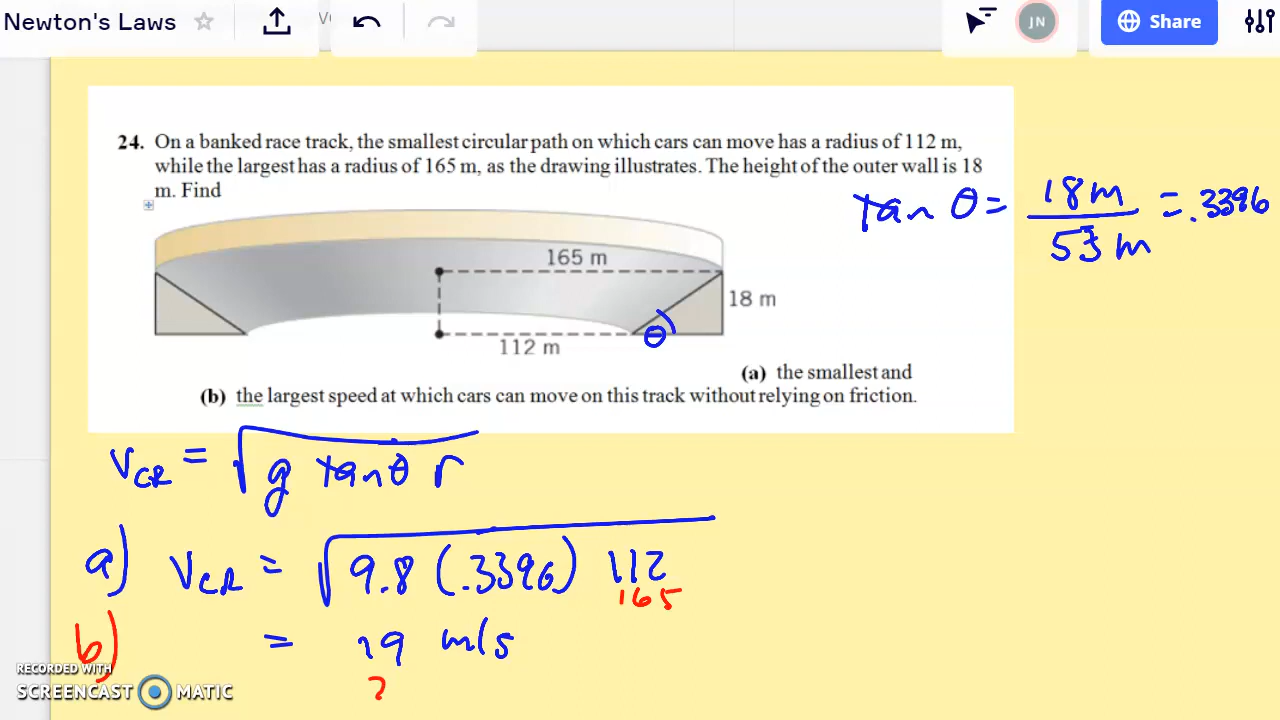 Newton's Laws
JN
Share
24. On a banked race track, the smallest circular path on which cars can move has a radius of 112 m,
while the largest has a radius of 165 m, as the drawing illustrates. The height of the outer wall is 18
m. Find
tan θ = 18 m / 53 m = .3396
165 m
18 m
θ
112 m
(a) the smallest and
(b) the largest speed at which cars can move on this track without relying on friction.
VCR = √g tanθ r
a) VCR = √9.8 (.3396) 112
165
b) = 19 m/s
RECORDED WITH
SCREENCAST MATIC